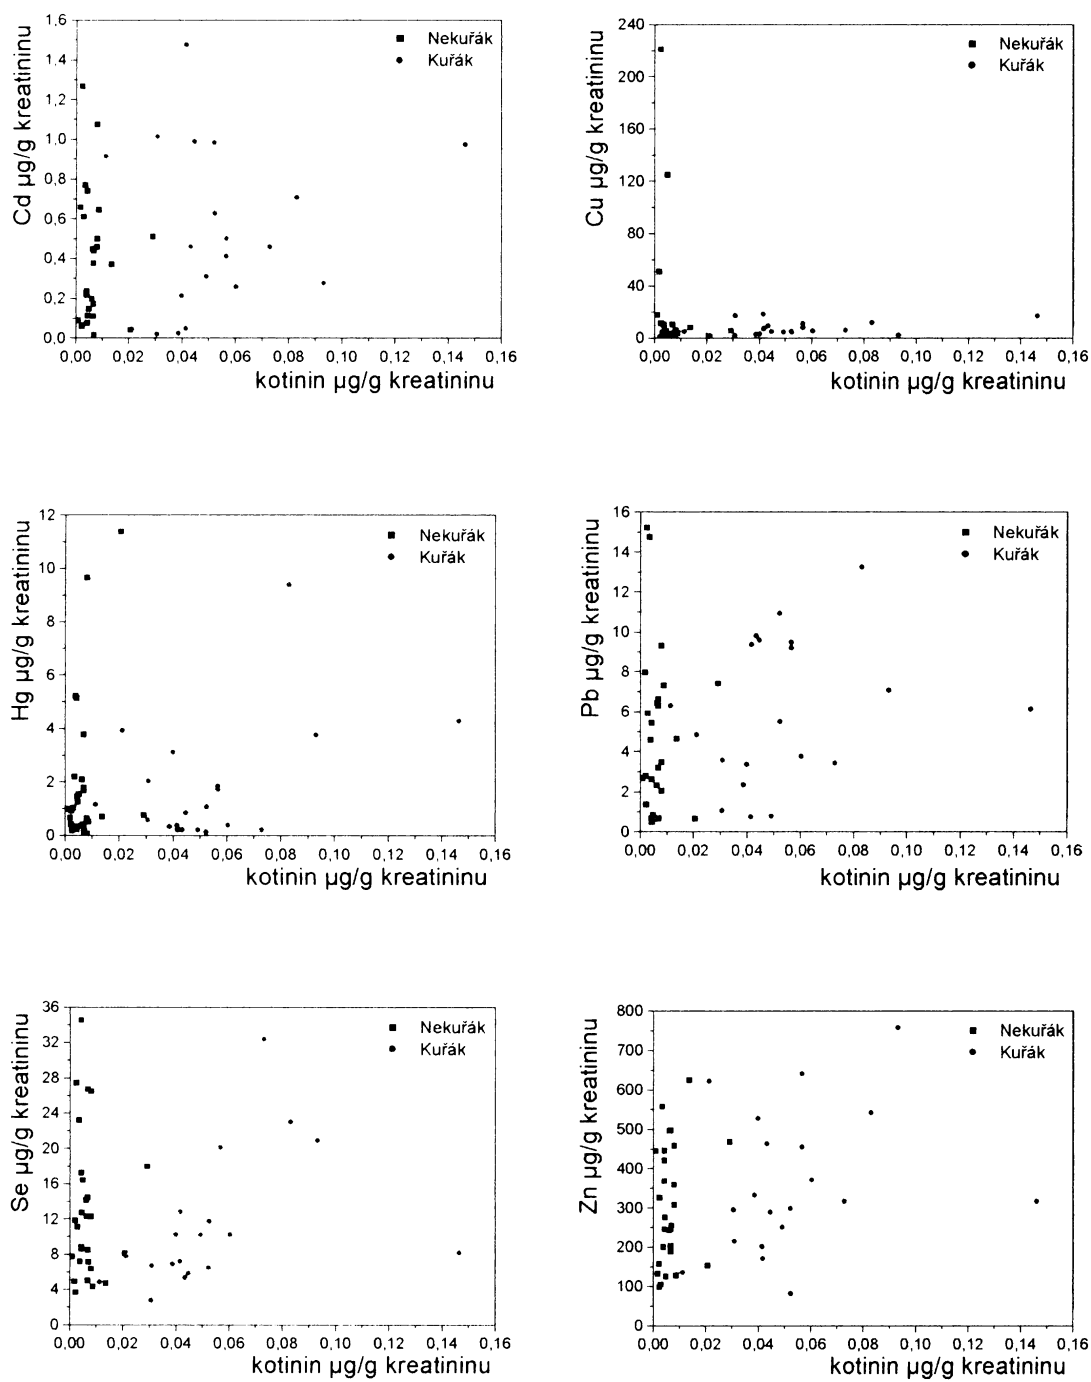 1,6
1,4
1,2
1,0
0,8
0,6
0,4
0,2
0,0
Cd µg/g kreatininu
Nekuřák
Kuřák
0,00 0,02 0,04 0,06 0,08 0,10 0,12 0,14 0,16
kotinin µg/g kreatininu
240
200
160
120
80
40
0
Cu µg/g kreatininu
Nekuřák
Kuřák
0,00 0,02 0,04 0,06 0,08 0,10 0,12 0,14 0,16
kotinin µg/g kreatininu
12
10
8
6
4
2
0
Hg µg/g kreatininu
Nekuřák
Kuřák
0,00 0,02 0,04 0,06 0,08 0,10 0,12 0,14 0,16
kotinin µg/g kreatininu
16
14
12
10
8
6
4
2
0
Pb µg/g kreatininu
Nekuřák
Kuřák
0,00 0,02 0,04 0,06 0,08 0,10 0,12 0,14 0,16
kotinin µg/g kreatininu
36
32
28
24
20
16
12
8
4
0
Se µg/g kreatininu
Nekuřák
Kuřák
0,00 0,02 0,04 0,06 0,08 0,10 0,12 0,14 0,16
kotinin µg/g kreatininu
800
700
600
500
400
300
200
100
0
Zn µg/g kreatininu
Nekuřák
Kuřák
0,00 0,02 0,04 0,06 0,08 0,10 0,12 0,14 0,16
kotinin µg/g kreatininu